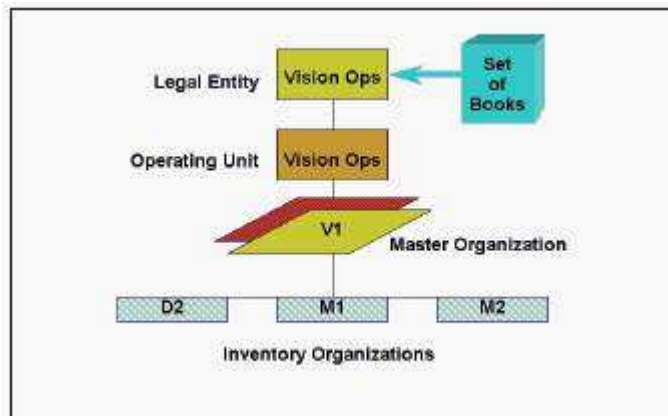 Legal Entity
Vision Ops
Set
of
Books
Operating Unit
Vision Ops
V1
Master Organization
D2
M1
M2
Inventory Organizations